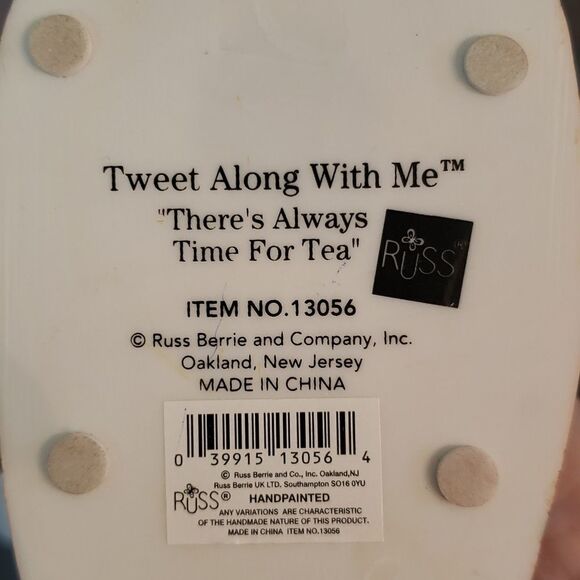 Tweet Along With Me™
"There's Always
Time For Tea"
RUSS®
ITEM NO.13056
© Russ Berrie and Company, Inc.
Oakland, New Jersey
MADE IN CHINA
0 39915 13056 4
© Russ Berrie and Co., Inc. Oakland,NJ
Russ Berrie UK LTD. Southampton SO16 0YU
RUSS® HANDPAINTED
ANY VARIATIONS ARE CHARACTERISTIC
OF THE HANDMADE NATURE OF THIS PRODUCT.
MADE IN CHINA ITEM NO.13056